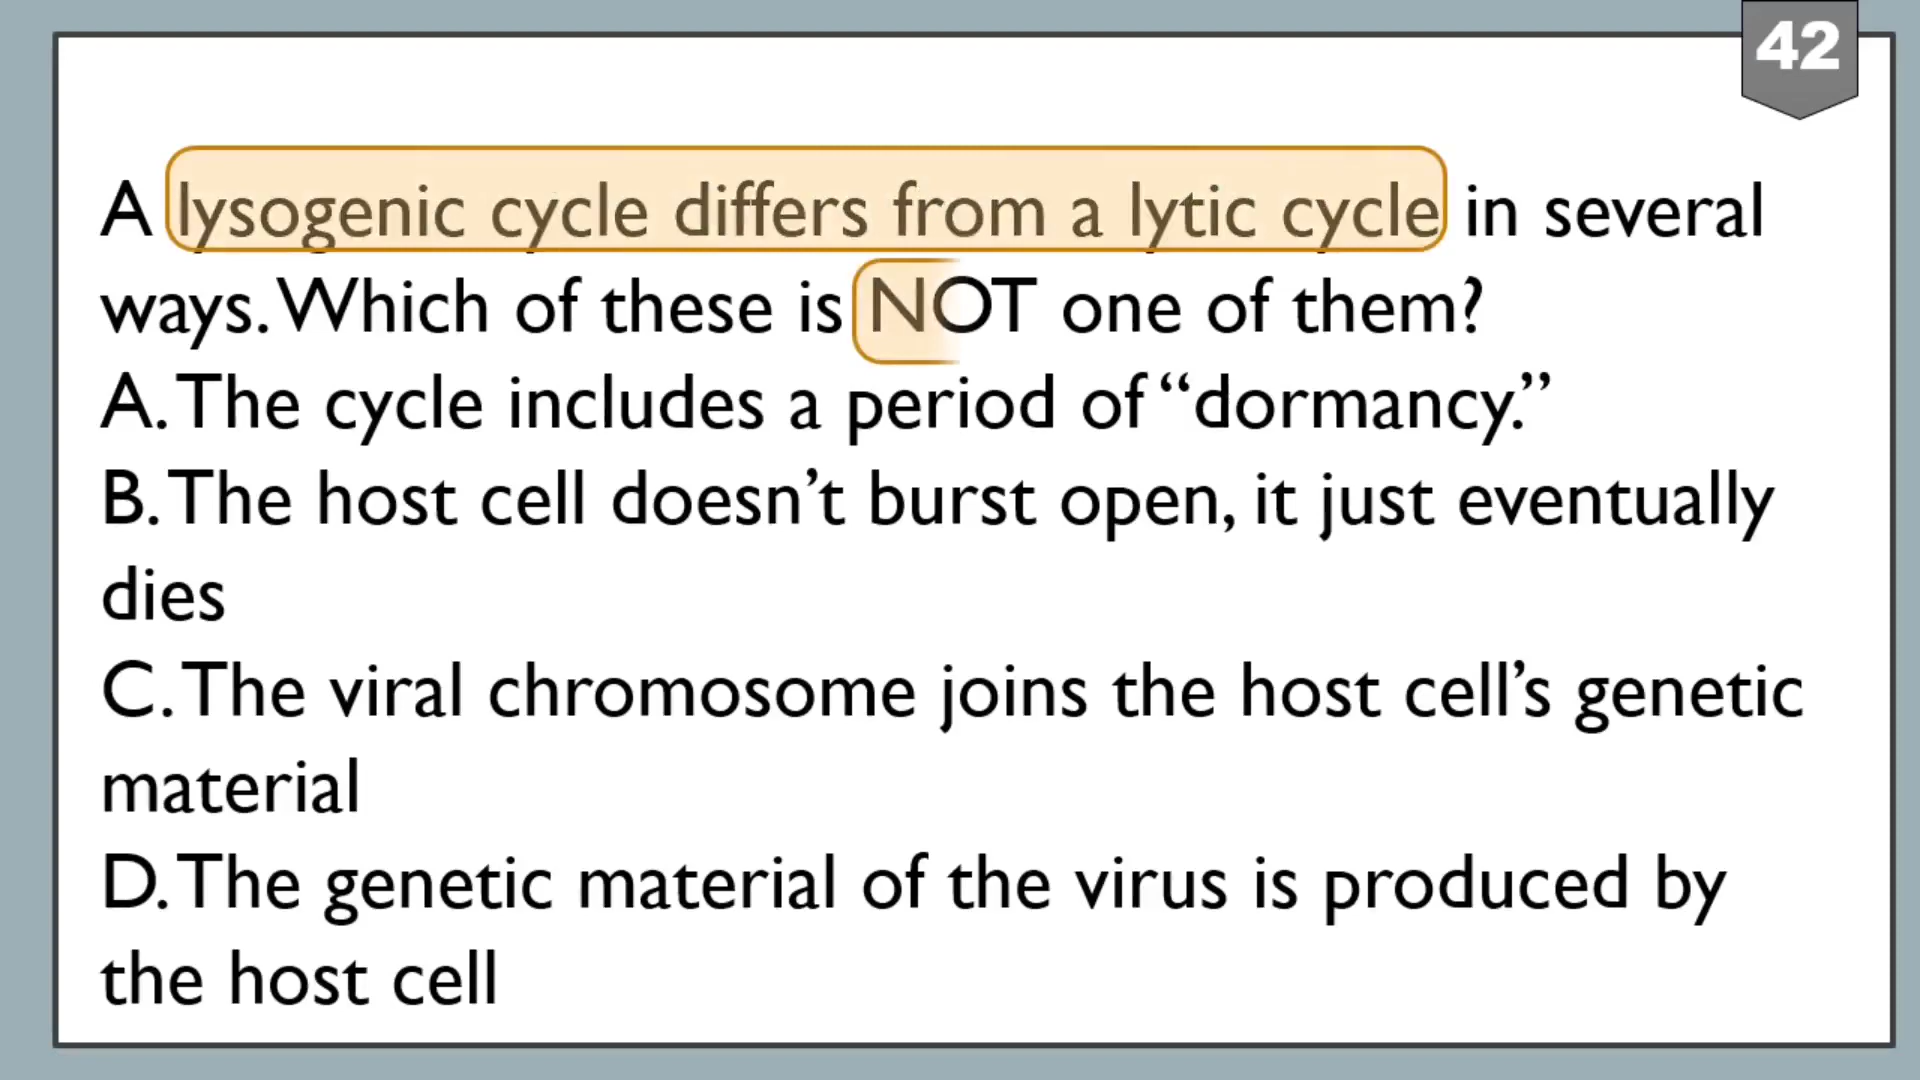 42
A lysogenic cycle differs from a lytic cycle in several
ways. Which of these is NOT one of them?
A. The cycle includes a period of “dormancy.”
B. The host cell doesn’t burst open, it just eventually
dies
C. The viral chromosome joins the host cell’s genetic
material
D. The genetic material of the virus is produced by
the host cell